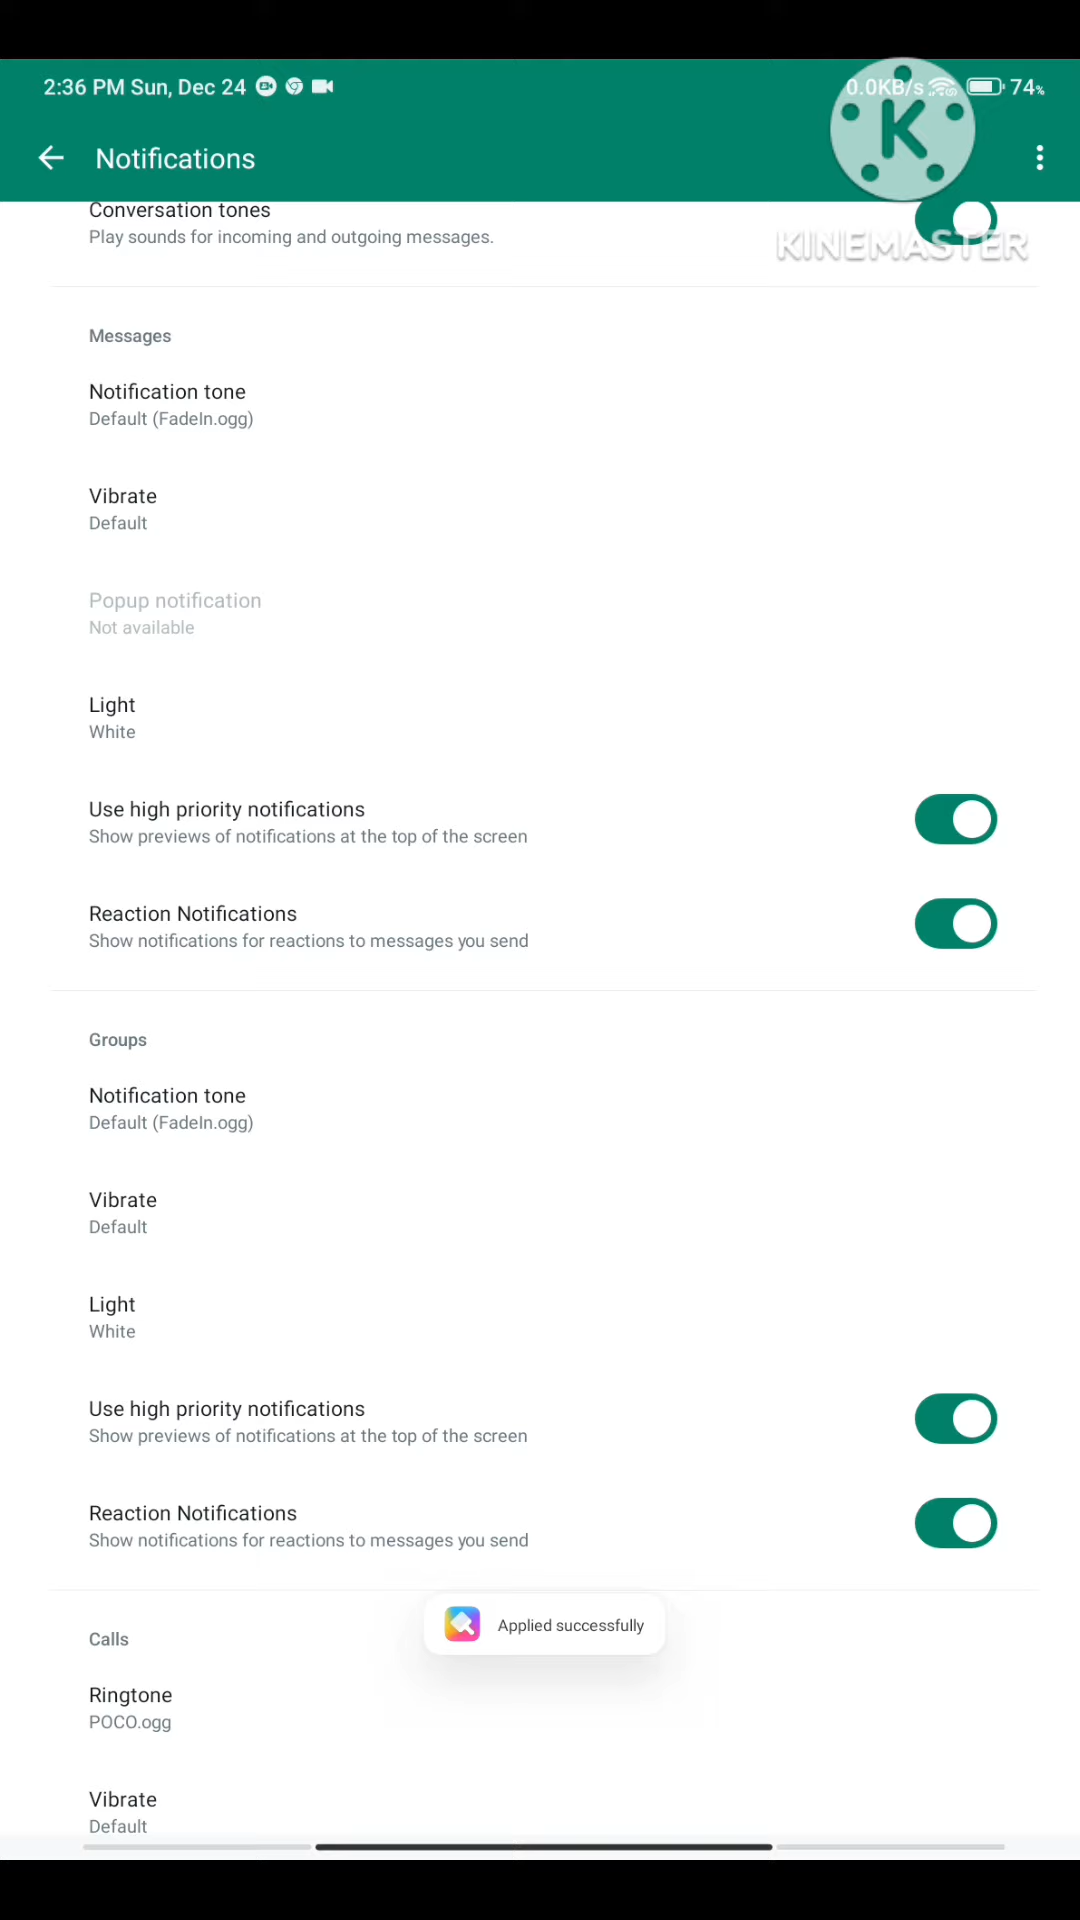 2:36 PM Sun, Dec 24
0.0KB/s
74%
K
Notifications
KINEMASTER
Conversation tones
Play sounds for incoming and outgoing messages.
Messages
Notification tone
Default (FadeIn.ogg)
Vibrate
Default
Popup notification
Not available
Light
White
Use high priority notifications
Show previews of notifications at the top of the screen
Reaction Notifications
Show notifications for reactions to messages you send
Groups
Notification tone
Default (FadeIn.ogg)
Vibrate
Default
Light
White
Use high priority notifications
Show previews of notifications at the top of the screen
Reaction Notifications
Show notifications for reactions to messages you send
Applied successfully
Calls
Ringtone
POCO.ogg
Vibrate
Default